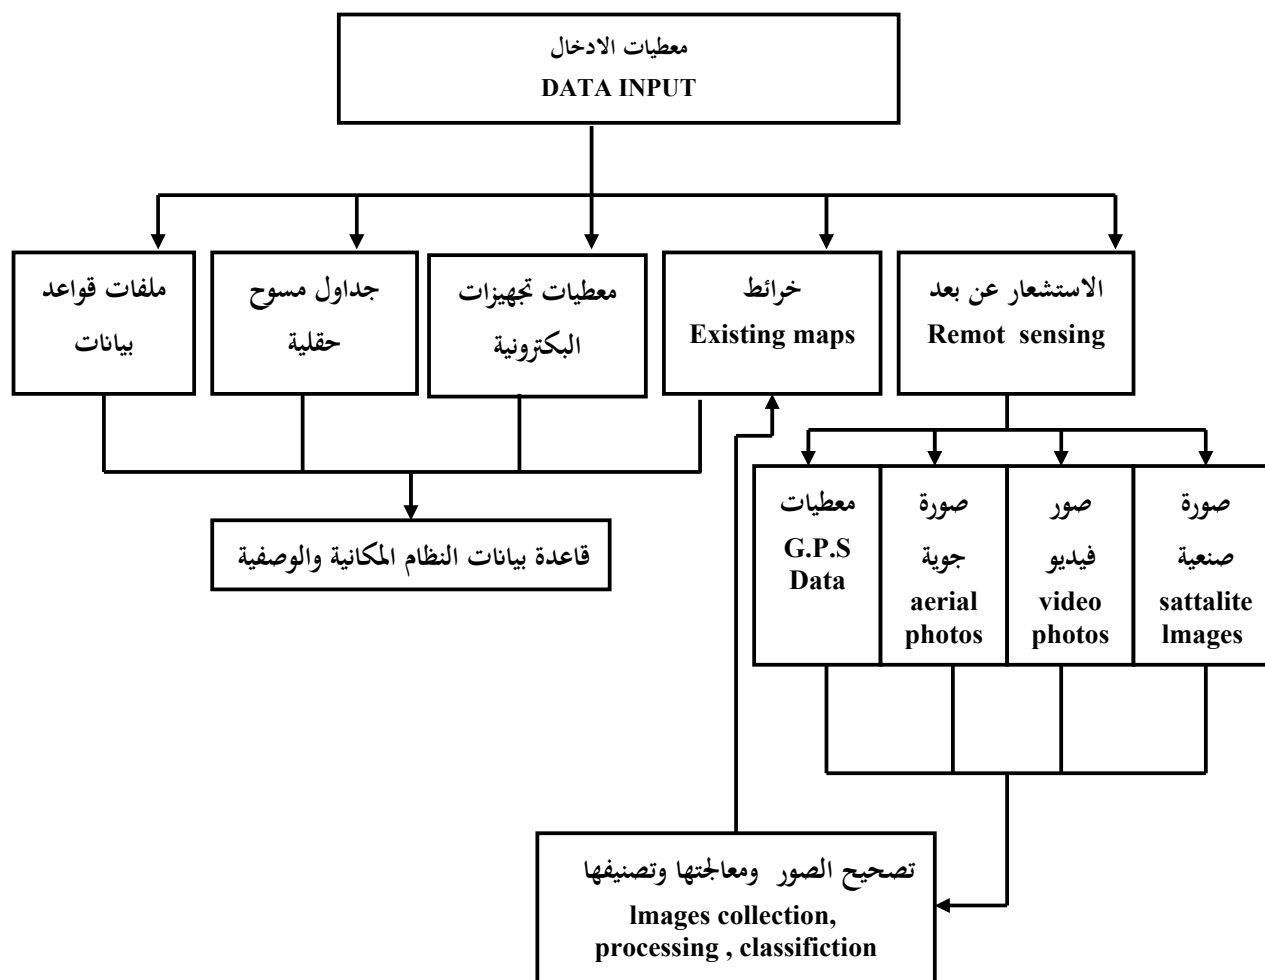 معطيات الادخال
DATA INPUT
الاستشعار عن بعد
Remot sensing
خرائط
Existing maps
معطيات تجهيزات
البكترونية
جداول مسوح
حقلية
ملفات قواعد
بيانات
صورة
صنعية
sattalite
lmages
صور
فيديو
video
photos
صورة
جوية
aerial
photos
معطيات
G.P.S
Data
قاعدة بيانات النظام المكانية والوصفية
تصحيح الصور ومعالجتها وتصنيفها
lmages collection,
processing , classifiction